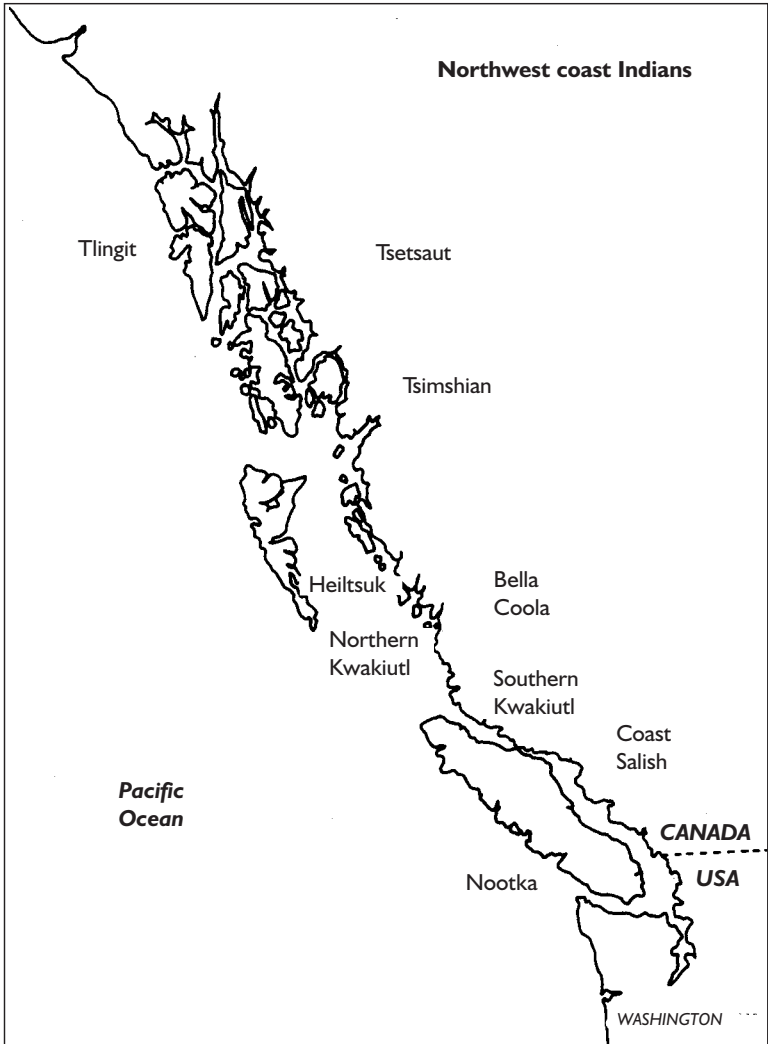 Northwest coast Indians
Tlingit
Tsetsaut
Tsimshian
Heiltsuk
Bella
Coola
Northern
Kwakiutl
Southern
Kwakiutl
Coast
Salish
Pacific
Ocean
CANADA
USA
Nootka
WASHINGTON